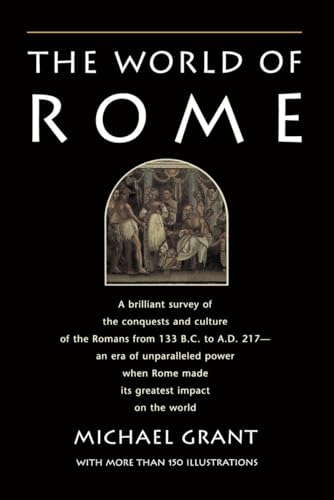 THE WORLD OF
ROME
A brilliant survey of
the conquests and culture
of the Romans from 133 B.C. to A.D. 217—
an era of unparalleled power
when Rome made
its greatest impact
on the world
MICHAEL GRANT
WITH MORE THAN 150 ILLUSTRATIONS